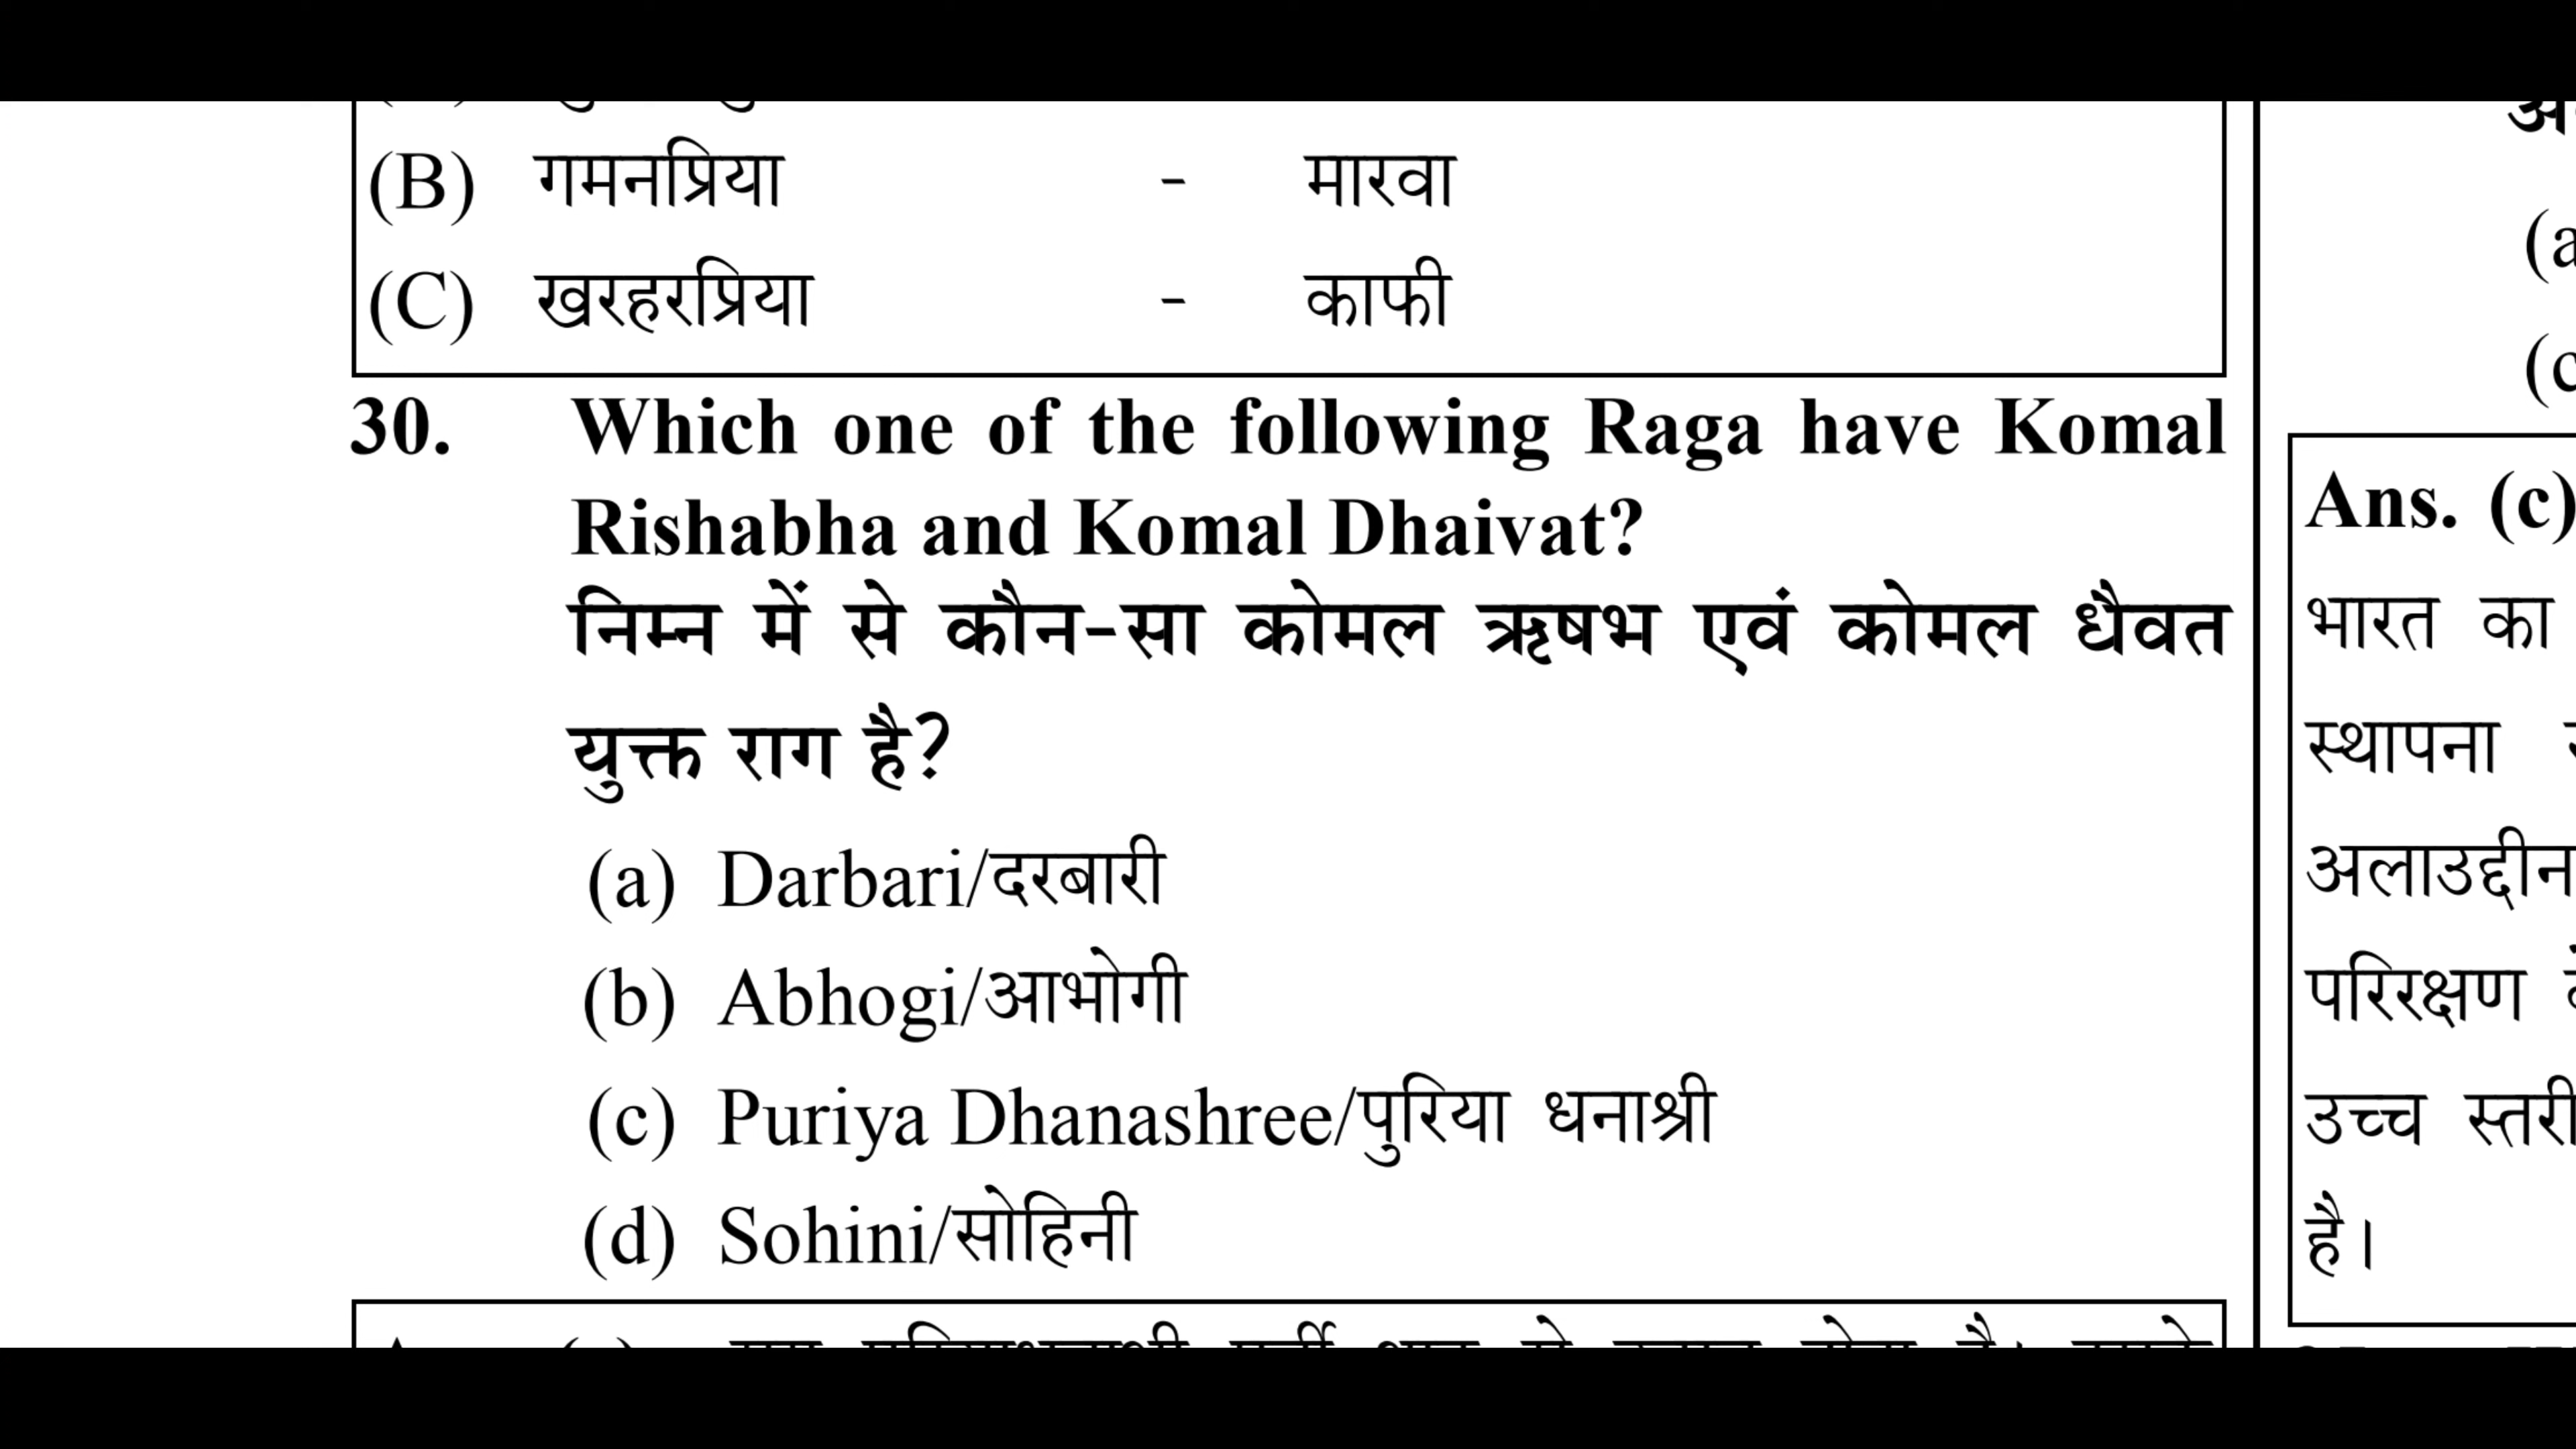 (B) गमनप्रिया - मारवा
(C) खरहरप्रिया - काफी
30. Which one of the following Raga have Komal
Rishabha and Komal Dhaivat?
निम्न में से कौन-सा कोमल ऋषभ एवं कोमल धैवत
युक्त राग है?
(a) Darbari/दरबारी
(b) Abhogi/आभोगी
(c) Puriya Dhanashree/पुरिया धनाश्री
(d) Sohini/सोहिनी
(a
(c
Ans. (c)
भारत का
स्थापना
अलाउद्दीन
परिरक्षण
उच्च स्तरी
है।